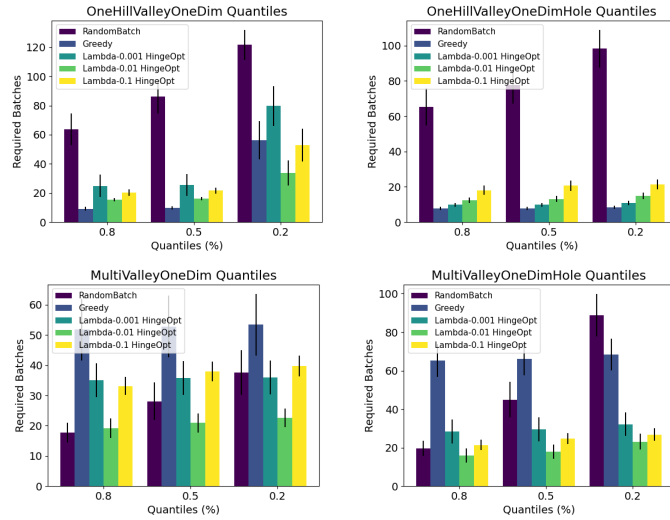 OneHillValleyOneDim Quantiles
Required Batches
120
100
80
60
40
20
0
RandomBatch
Greedy
Lambda-0.001 HingeOpt
Lambda-0.01 HingeOpt
Lambda-0.1 HingeOpt
0.8
0.5
0.2
Quantiles (%)
OneHillValleyOneDimHole Quantiles
Required Batches
100
80
60
40
20
0
RandomBatch
Greedy
Lambda-0.001 HingeOpt
Lambda-0.01 HingeOpt
Lambda-0.1 HingeOpt
0.8
0.5
0.2
Quantiles (%)
MultiValleyOneDim Quantiles
Required Batches
60
50
40
30
20
10
0
RandomBatch
Greedy
Lambda-0.001 HingeOpt
Lambda-0.01 HingeOpt
Lambda-0.1 HingeOpt
0.8
0.5
0.2
Quantiles (%)
MultiValleyOneDimHole Quantiles
Required Batches
100
80
60
40
20
0
RandomBatch
Greedy
Lambda-0.001 HingeOpt
Lambda-0.01 HingeOpt
Lambda-0.1 HingeOpt
0.8
0.5
0.2
Quantiles (%)